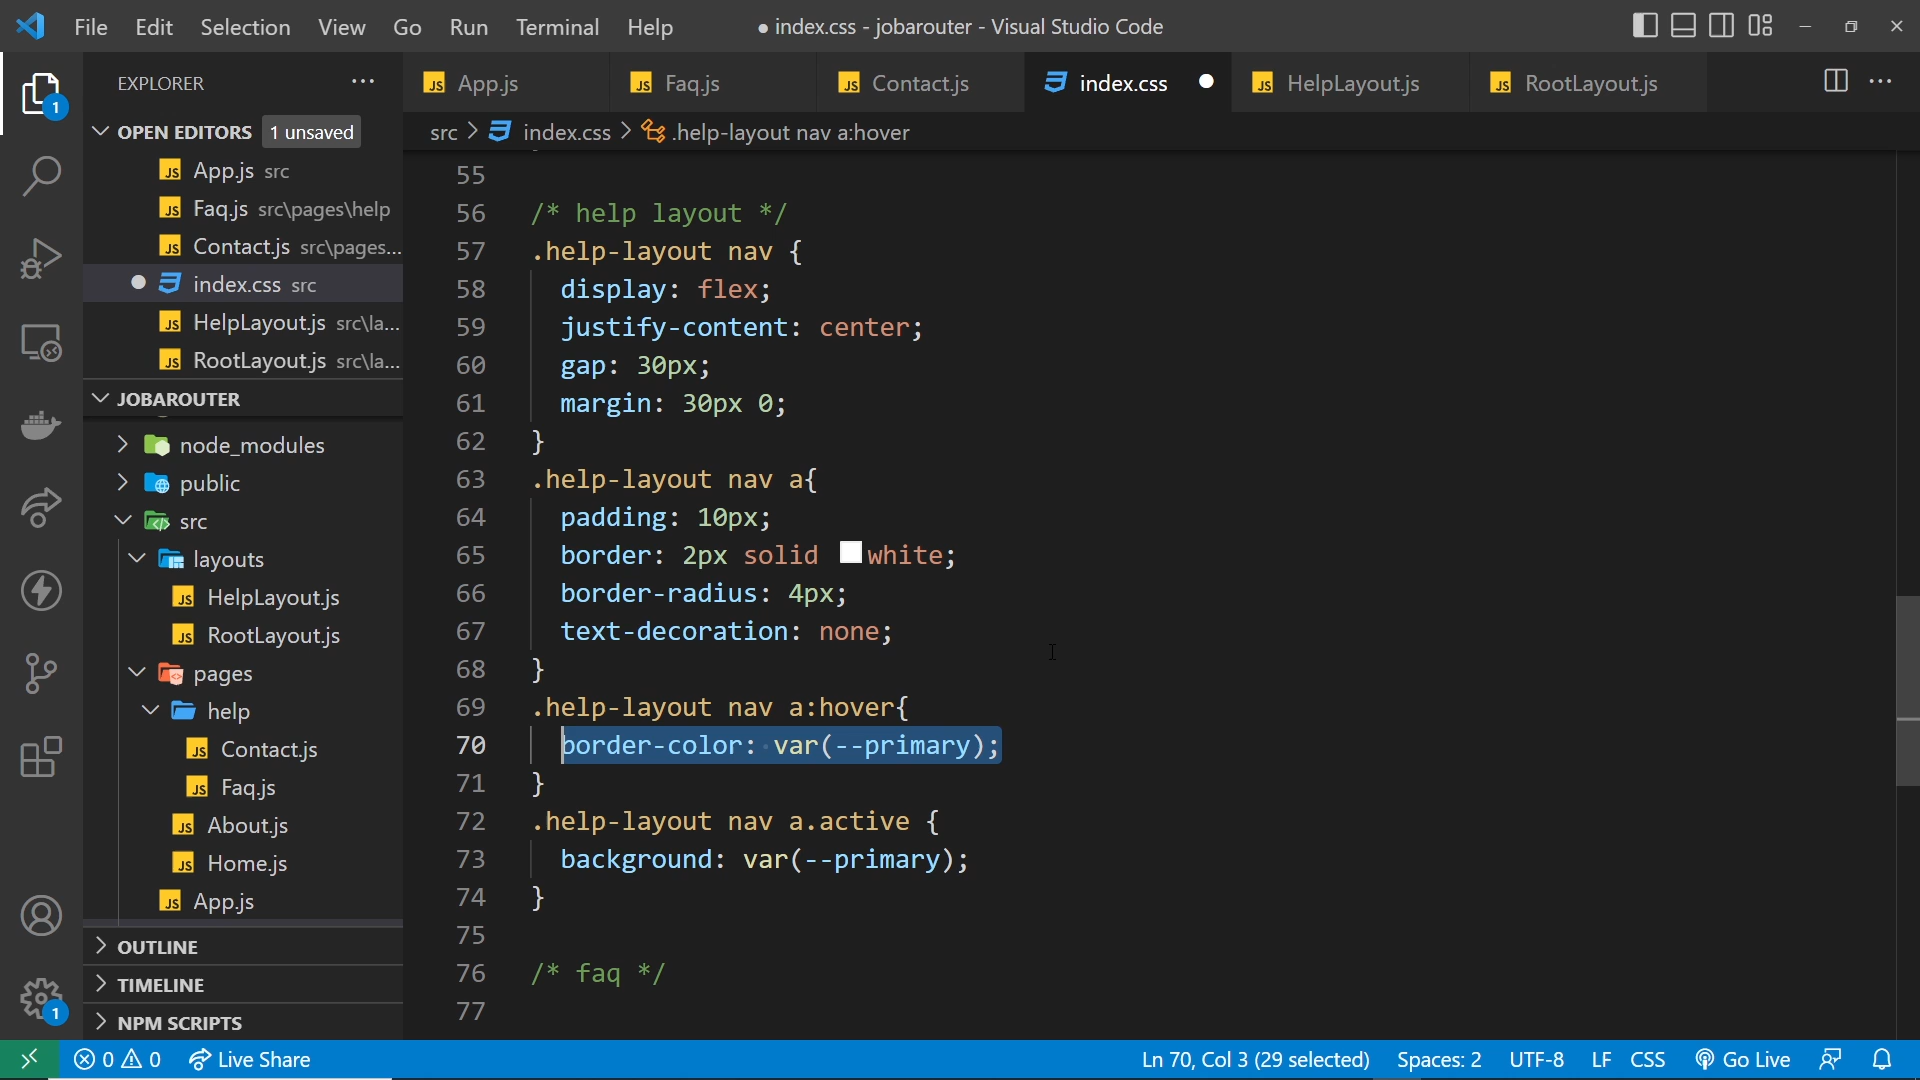 File Edit Selection View Go Run Terminal Help ● index.css - jobarouter - Visual Studio Code
EXPLORER ···
JS App.js JS Faq.js JS Contact.js index.css ● JS HelpLayout.js JS RootLayout.js ···
OPEN EDITORS 1 unsaved
src > index.css > .help-layout nav a:hover
JS App.js src
JS Faq.js src\pages\help
JS Contact.js src\pages...
● index.css src
JS HelpLayout.js src\la...
JS RootLayout.js src\la...
JOBAROUTER
node_modules
public
src
layouts
JS HelpLayout.js
JS RootLayout.js
pages
help
JS Contact.js
JS Faq.js
JS About.js
JS Home.js
JS App.js
OUTLINE
TIMELINE
NPM SCRIPTS
1
1
55
56 /* help layout */
57 .help-layout nav {
58 display: flex;
59 justify-content: center;
60 gap: 30px;
61 margin: 30px 0;
62 }
63 .help-layout nav a{
64 padding: 10px;
65 border: 2px solid white;
66 border-radius: 4px;
67 text-decoration: none;
68 }
69 .help-layout nav a:hover{
70 border-color: var(--primary);
71 }
72 .help-layout nav a.active {
73 background: var(--primary);
74 }
75
76 /* faq */
77
0 0 Live Share Ln 70, Col 3 (29 selected) Spaces: 2 UTF-8 LF CSS Go Live